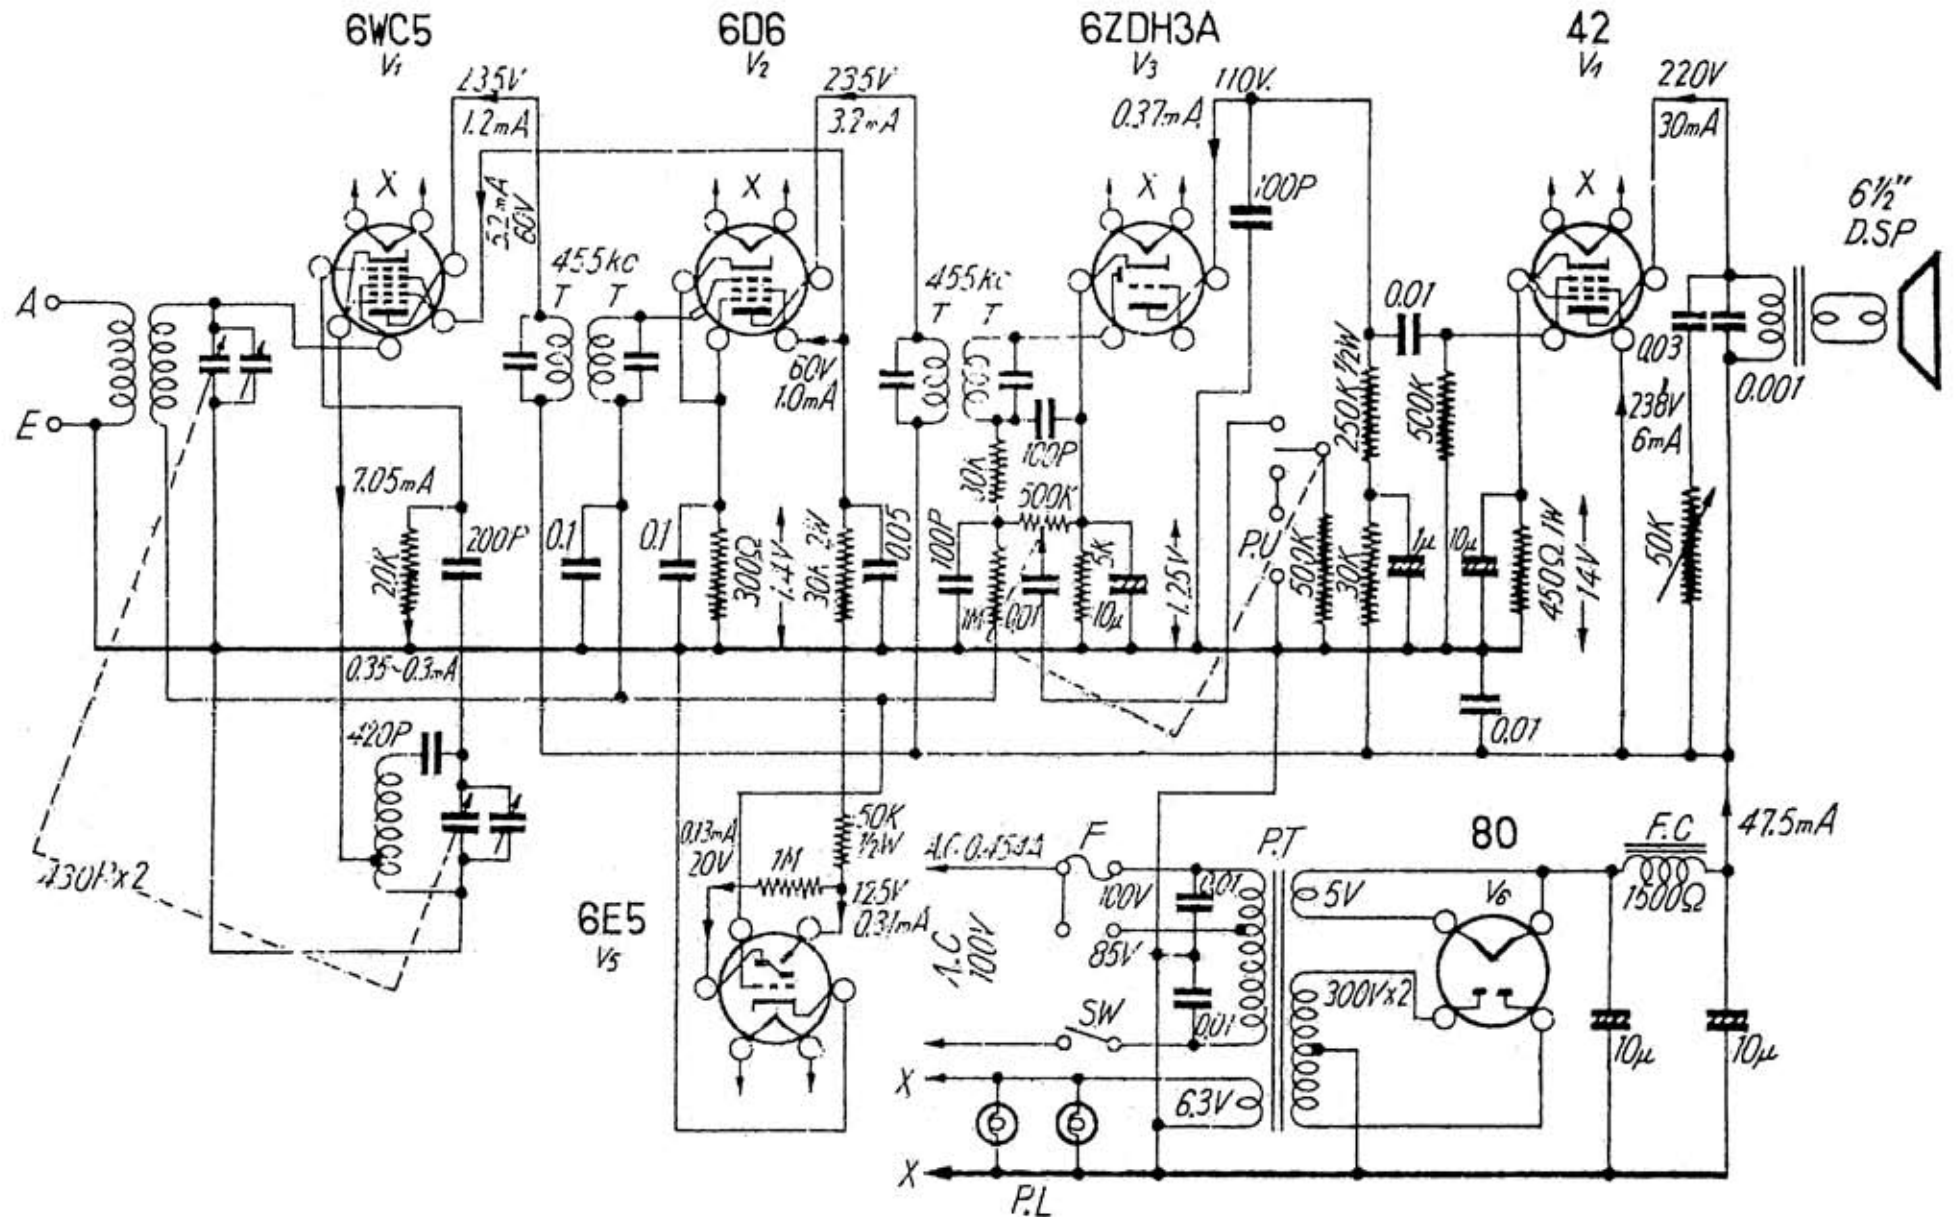 6WC5
V1
6D6
V2
6ZDH3A
V3
42
V1
235V
1.2mA
235V
3.2mA
110V.
0.37mA
220V
30mA
X
X
X
X
5.2mA
60V
100P
6½"
D.SP
455kc
T T
455kc
T T
A
E
60V
1.0mA
0.01
250K ½W
500K
0.03
238V
6mA
0.001
7.05mA
20K
200P
0.1
0.1
300Ω
1.4V
30K 2W
0.05
100P
30K
100P
500K
1M
0.01
5K
10μ
1.25V
P.U
500K
30K
1μ
10μ
450Ω 1W
14V
50K
0.35~0.3mA
0.01
420P
430P×2
0.13mA
20V
1M
50K
½W
125V
6E5
V5
A.C 0.454A
F
P.T
80
V6
F.C
47.5mA
1500Ω
100V
0.01
5V
A.C
100V
85V
S.W
0.01
300V×2
10μ
10μ
X
6.3V
X
P.L